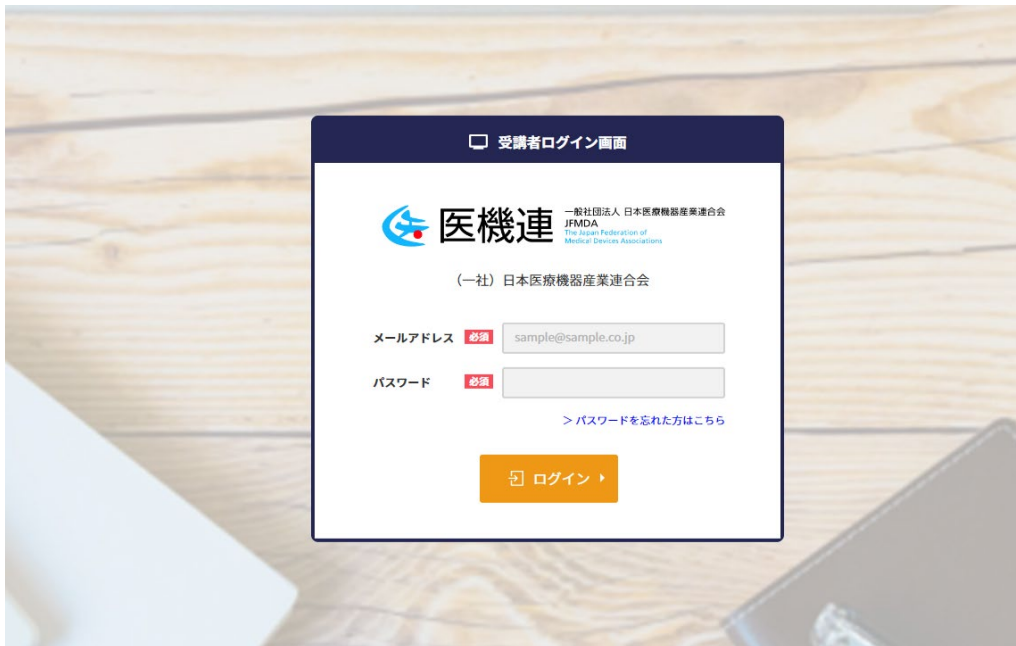 受講者ログイン画面
医機連
一般社団法人 日本医療機器産業連合会
JFMDA
The Japan Federation of
Medical Devices Associations
（一社）日本医療機器産業連合会
メールアドレス 必須 sample@sample.co.jp
パスワード 必須
＞パスワードを忘れた方はこちら
ログイン